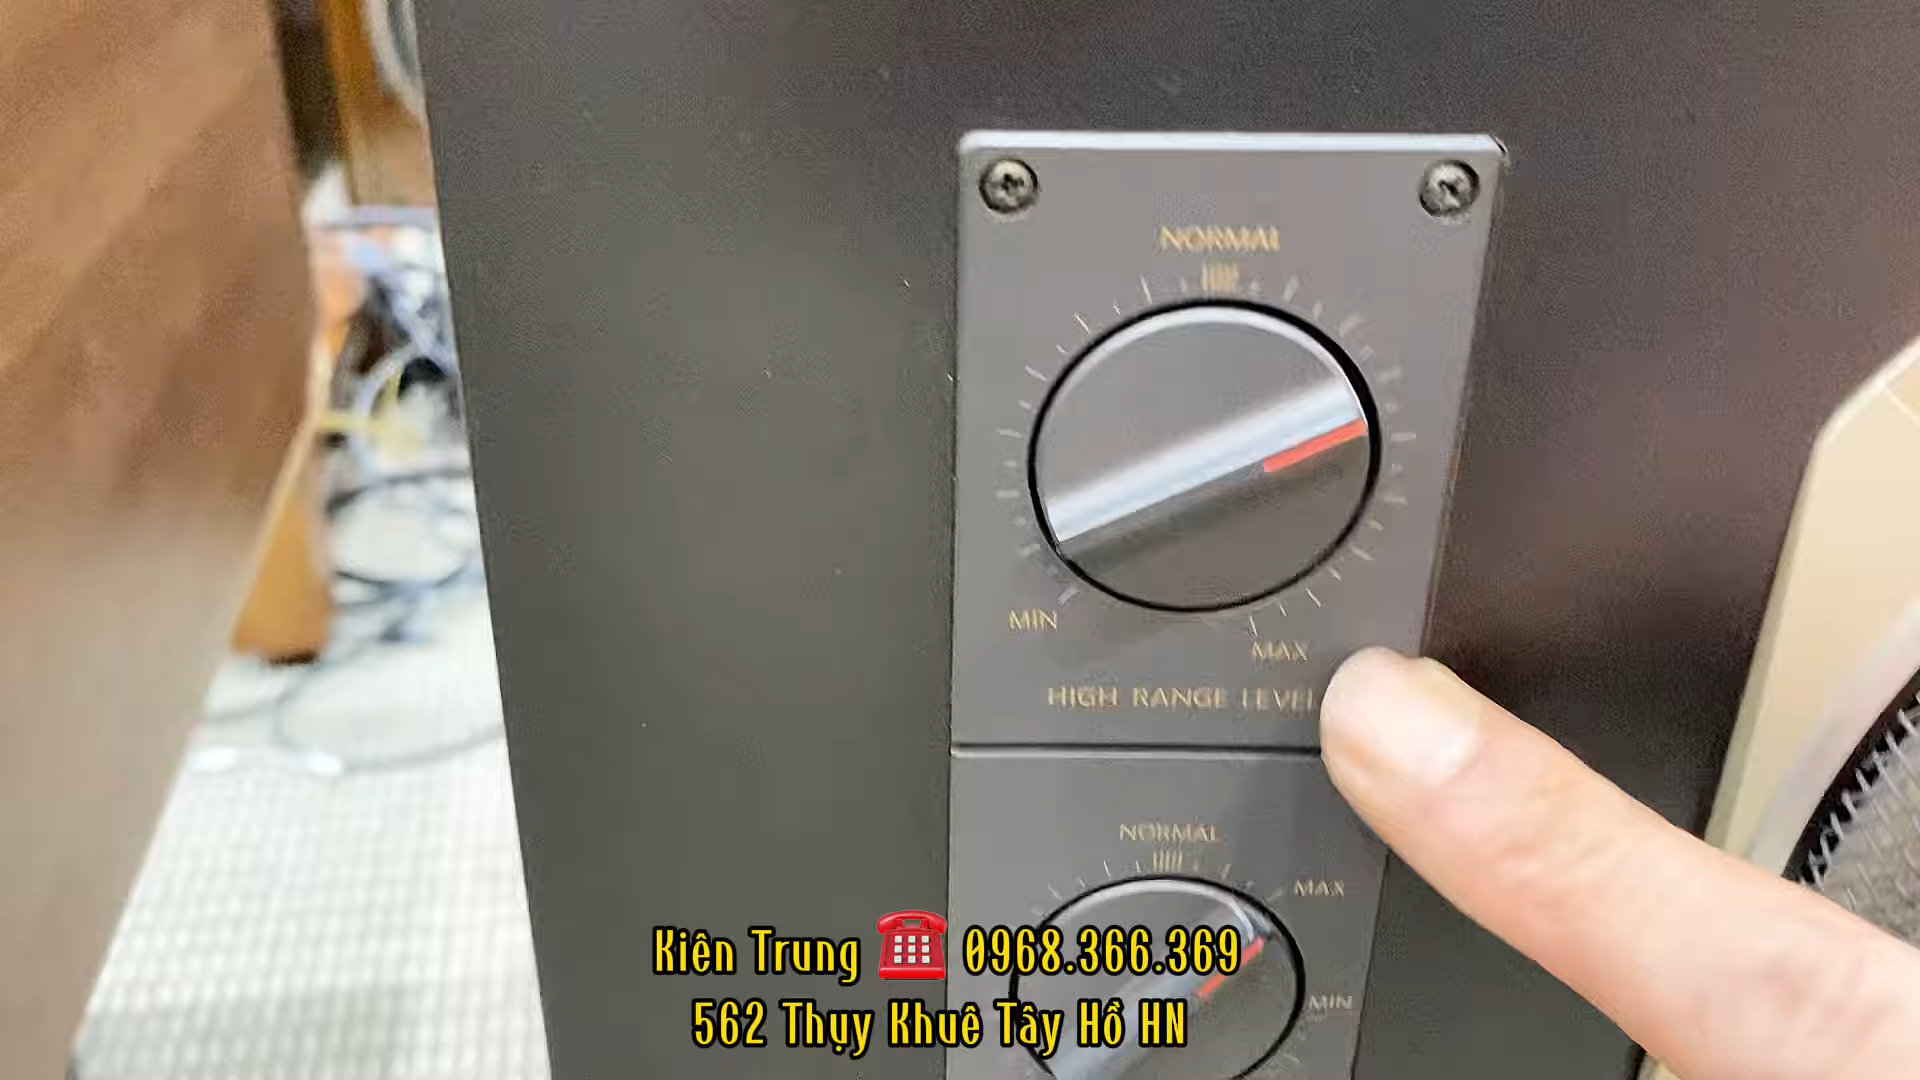 NORMAL
MIN
MAX
HIGH RANGE LEVEL
NORMAL
MAX
MIN
Kiên Trung 0968.366.369
562 Thụy Khuê Tây Hồ HN